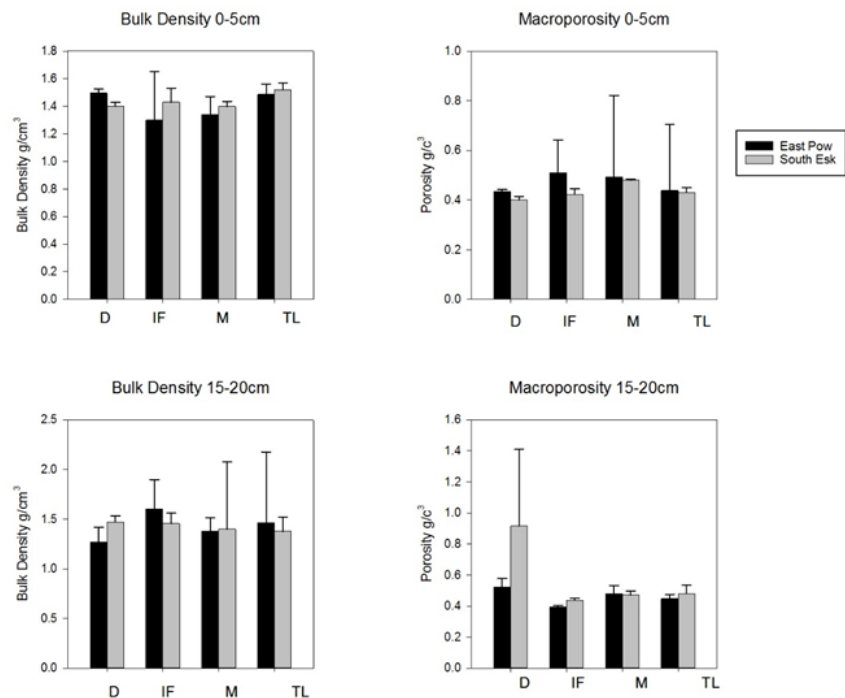 Bulk Density 0-5cm
Bulk Density g/cm³
1.8
1.6
1.4
1.2
1.0
0.8
0.6
0.4
0.2
0.0
D IF M TL
Macroporosity 0-5cm
Porosity g/c³
1.0
0.8
0.6
0.4
0.2
0.0
D IF M TL
East Pow
South Esk
Bulk Density 15-20cm
Bulk Density g/cm³
2.5
2.0
1.5
1.0
0.5
0.0
D IF M TL
Macroporosity 15-20cm
Porosity g/c³
1.6
1.4
1.2
1.0
0.8
0.6
0.4
0.2
0.0
D IF M TL